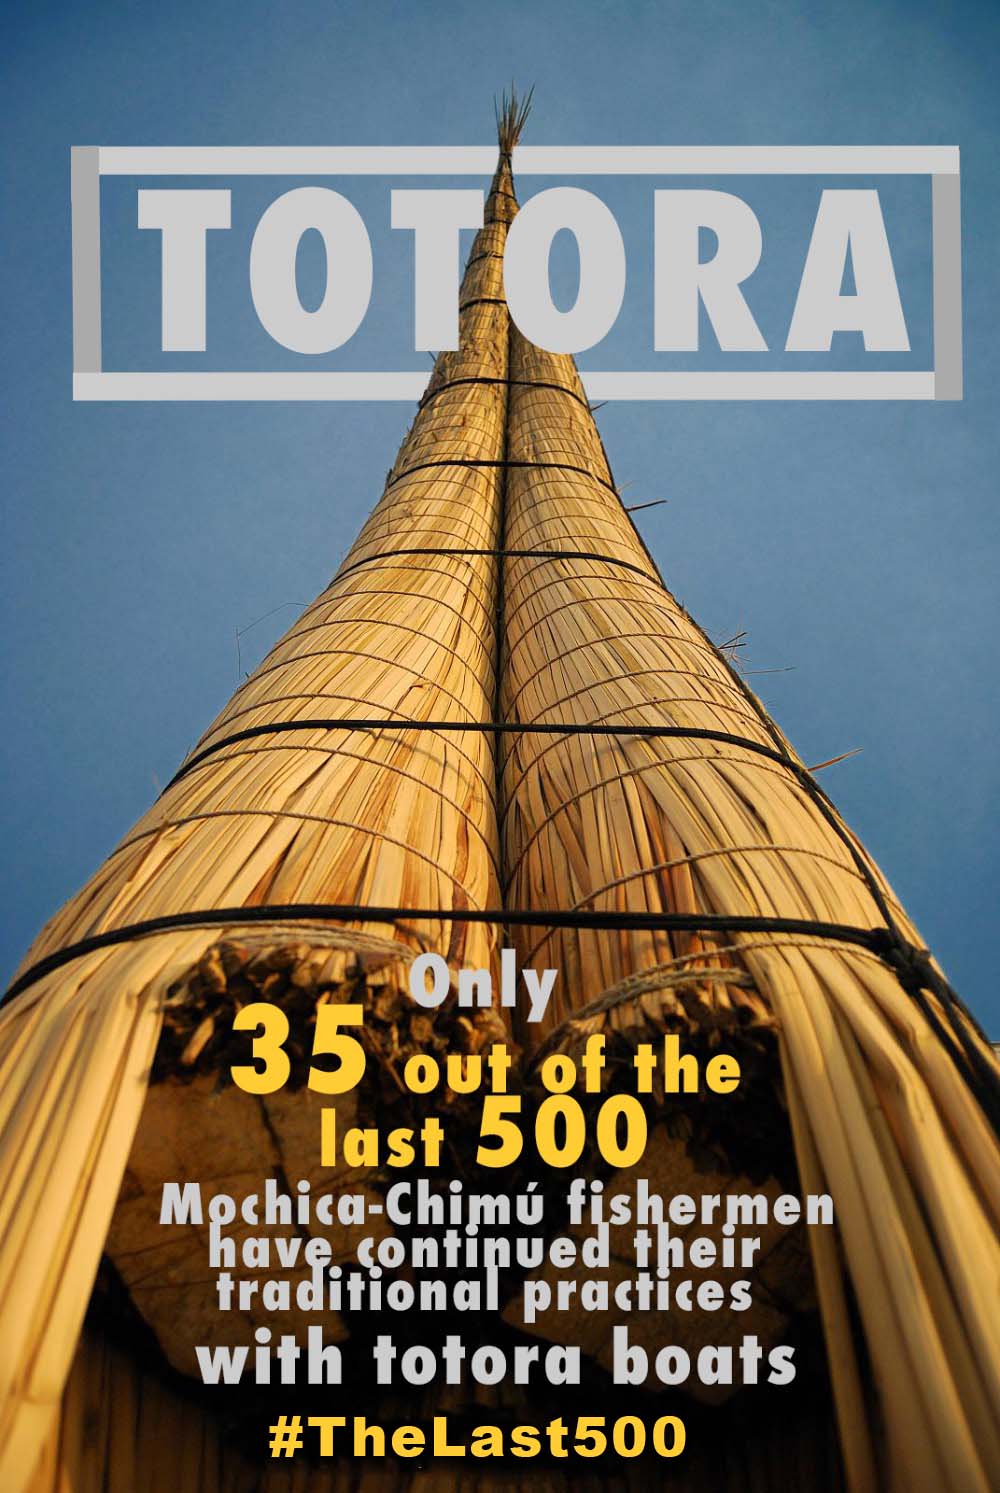 TOTORA
Only
35 out of the
last 500
Mochica-Chimú fishermen
have continued their
traditional practices
with totora boats
#TheLast500